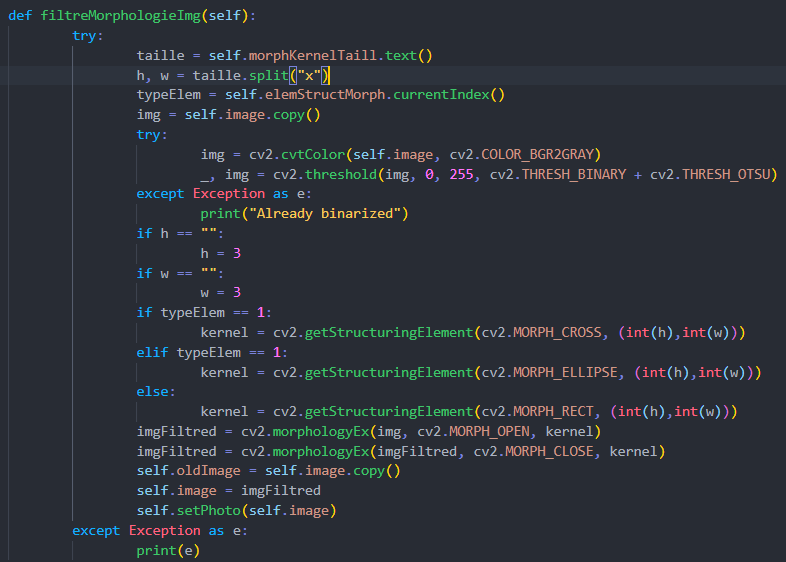 def filtreMorphologieImg(self):
try:
taille = self.morphKernelTaill.text()
h, w = taille.split("x")
typeElem = self.elemStructMorph.currentIndex()
img = self.image.copy()
try:
img = cv2.cvtColor(self.image, cv2.COLOR_BGR2GRAY)
_, img = cv2.threshold(img, 0, 255, cv2.THRESH_BINARY + cv2.THRESH_OTSU)
except Exception as e:
print("Already binarized")
if h == "":
h = 3
if w == "":
w = 3
if typeElem == 1:
kernel = cv2.getStructuringElement(cv2.MORPH_CROSS, (int(h),int(w)))
elif typeElem == 1:
kernel = cv2.getStructuringElement(cv2.MORPH_ELLIPSE, (int(h),int(w)))
else:
kernel = cv2.getStructuringElement(cv2.MORPH_RECT, (int(h),int(w)))
imgFiltred = cv2.morphologyEx(img, cv2.MORPH_OPEN, kernel)
imgFiltred = cv2.morphologyEx(imgFiltred, cv2.MORPH_CLOSE, kernel)
self.oldImage = self.image.copy()
self.image = imgFiltred
self.setPhoto(self.image)
except Exception as e:
print(e)